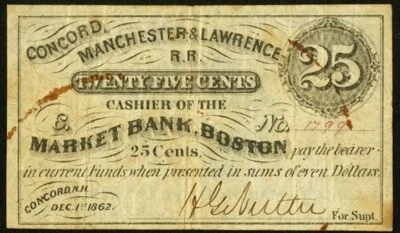 CONCORD,
MANCHESTER & LAWRENCE
R.R.
25
TWENTY FIVE CENTS
CASHIER OF THE
MARKET BANK, BOSTON
No. 1799
25 Cents. pay the bearer
in current Funds, when presented in sums of even Dollars.
CONCORD, N.H.
DEC. 1st 1862.
For Supt.